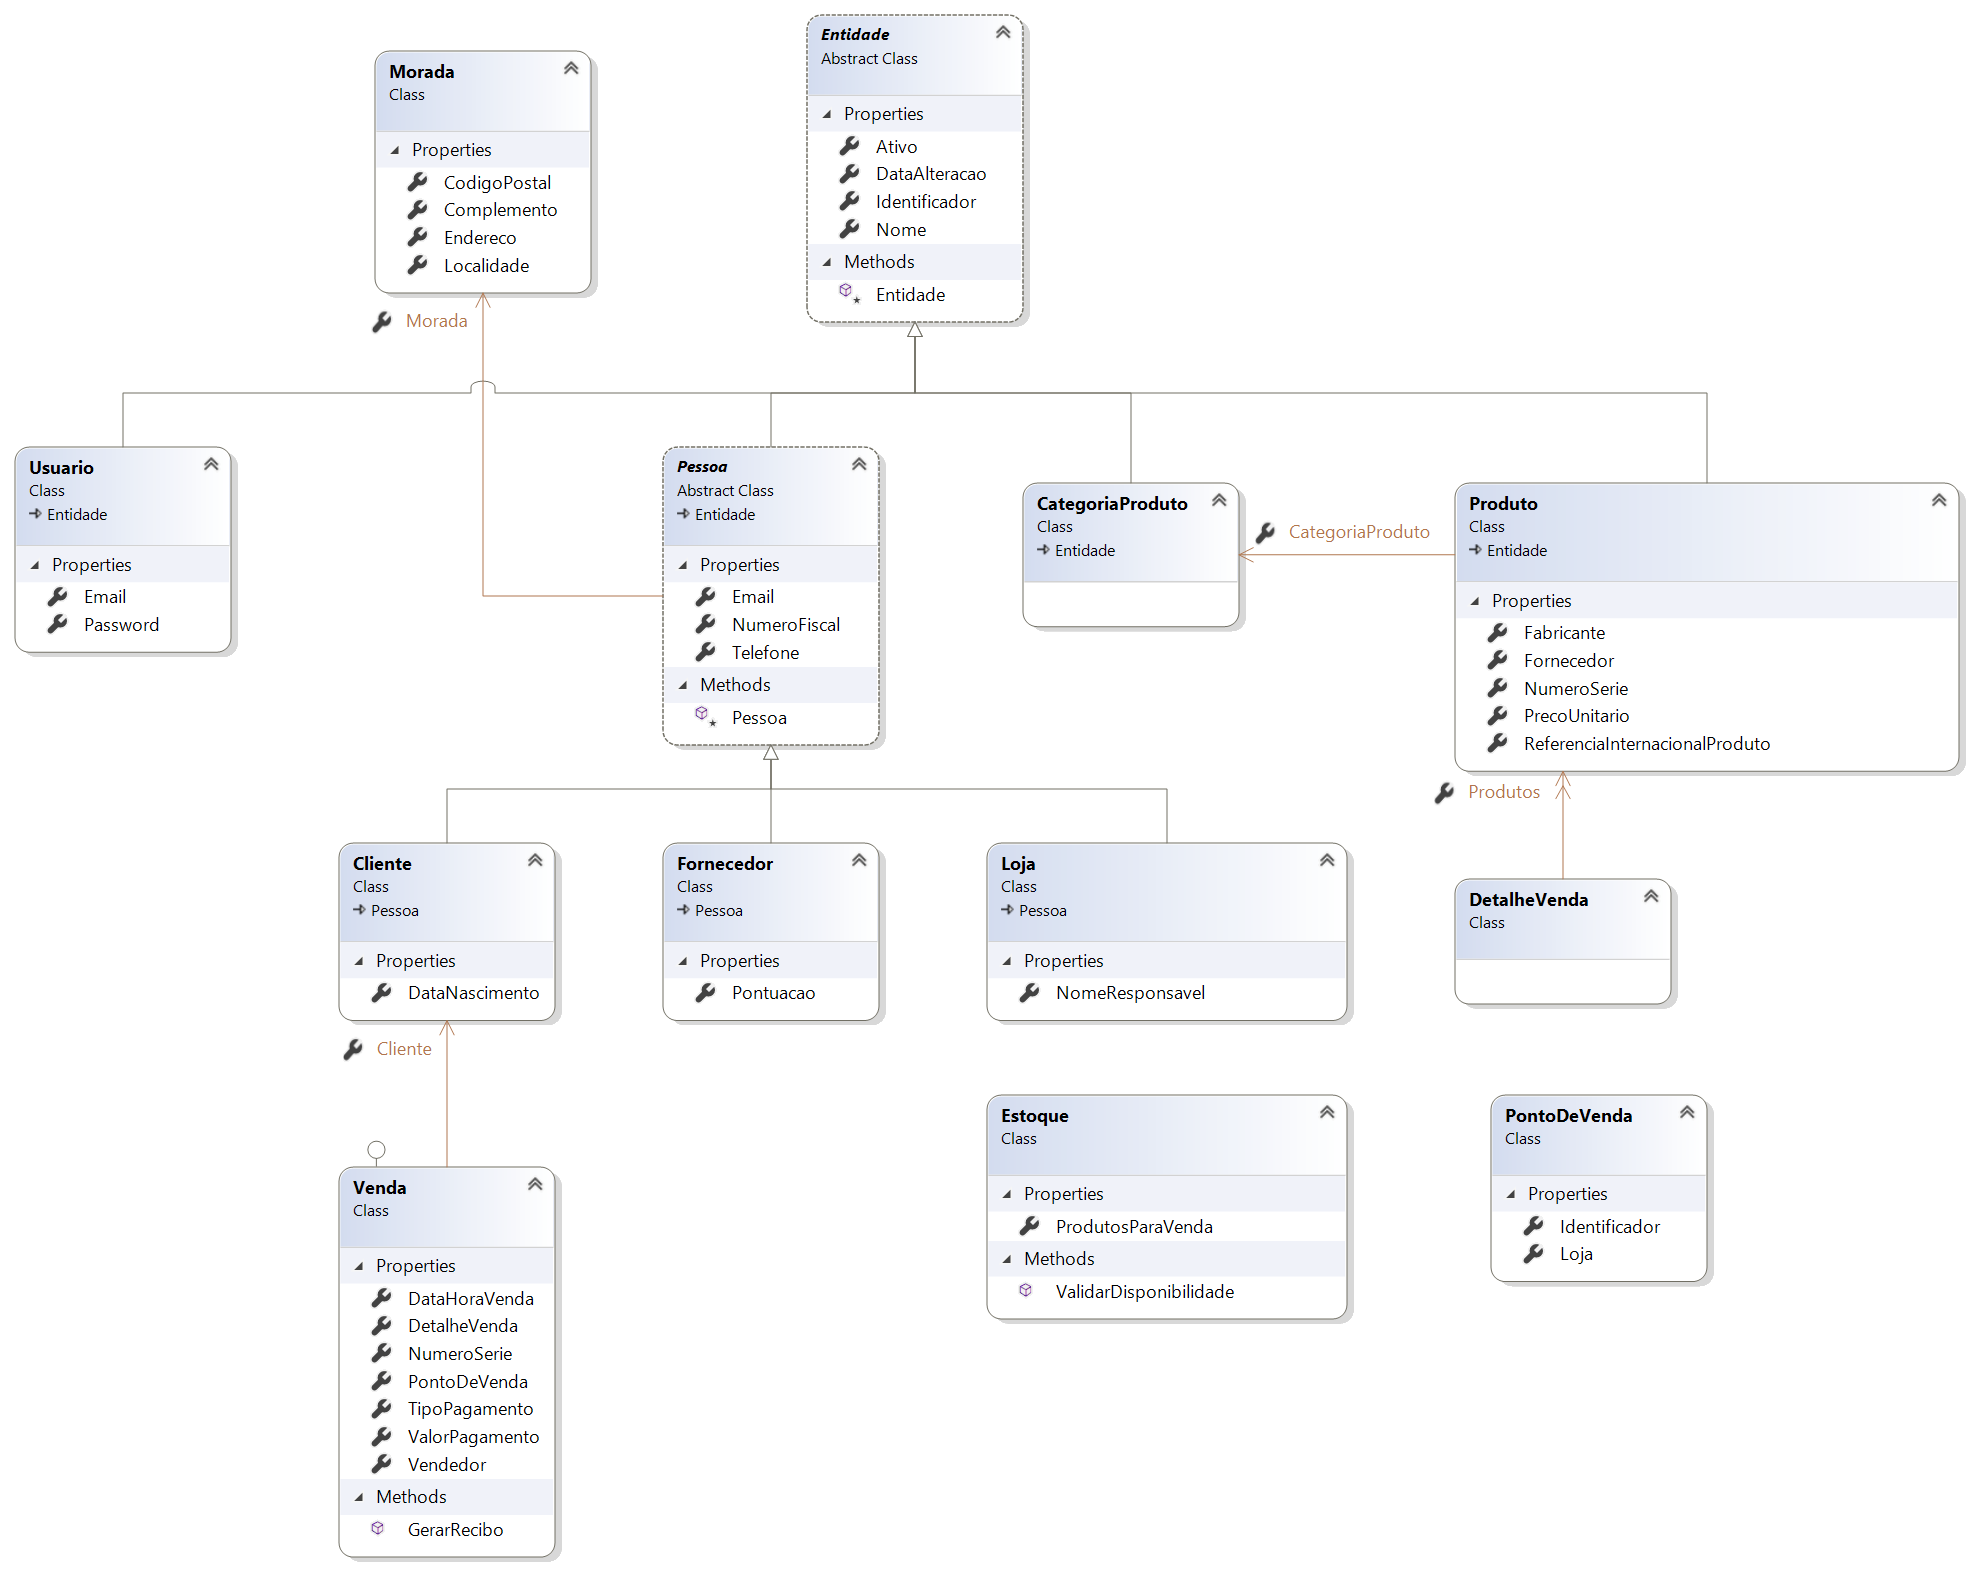 Entidade
Abstract Class
Properties
Ativo
DataAlteracao
Identificador
Nome
Methods
Entidade
Morada
Class
Properties
CodigoPostal
Complemento
Endereco
Localidade
Morada
Usuario
Class
Entidade
Properties
Email
Password
Pessoa
Abstract Class
Entidade
Properties
Email
NumeroFiscal
Telefone
Methods
Pessoa
CategoriaProduto
Class
Entidade
CategoriaProduto
Produto
Class
Entidade
Properties
Fabricante
Fornecedor
NumeroSerie
PrecoUnitario
ReferenciaInternacionalProduto
Produtos
Cliente
Class
Pessoa
Properties
DataNascimento
Cliente
Fornecedor
Class
Pessoa
Properties
Pontuacao
Loja
Class
Pessoa
Properties
NomeResponsavel
DetalheVenda
Class
Venda
Class
Properties
DataHoraVenda
DetalheVenda
NumeroSerie
PontoDeVenda
TipoPagamento
ValorPagamento
Vendedor
Methods
GerarRecibo
Estoque
Class
Properties
ProdutosParaVenda
Methods
ValidarDisponibilidade
PontoDeVenda
Class
Properties
Identificador
Loja